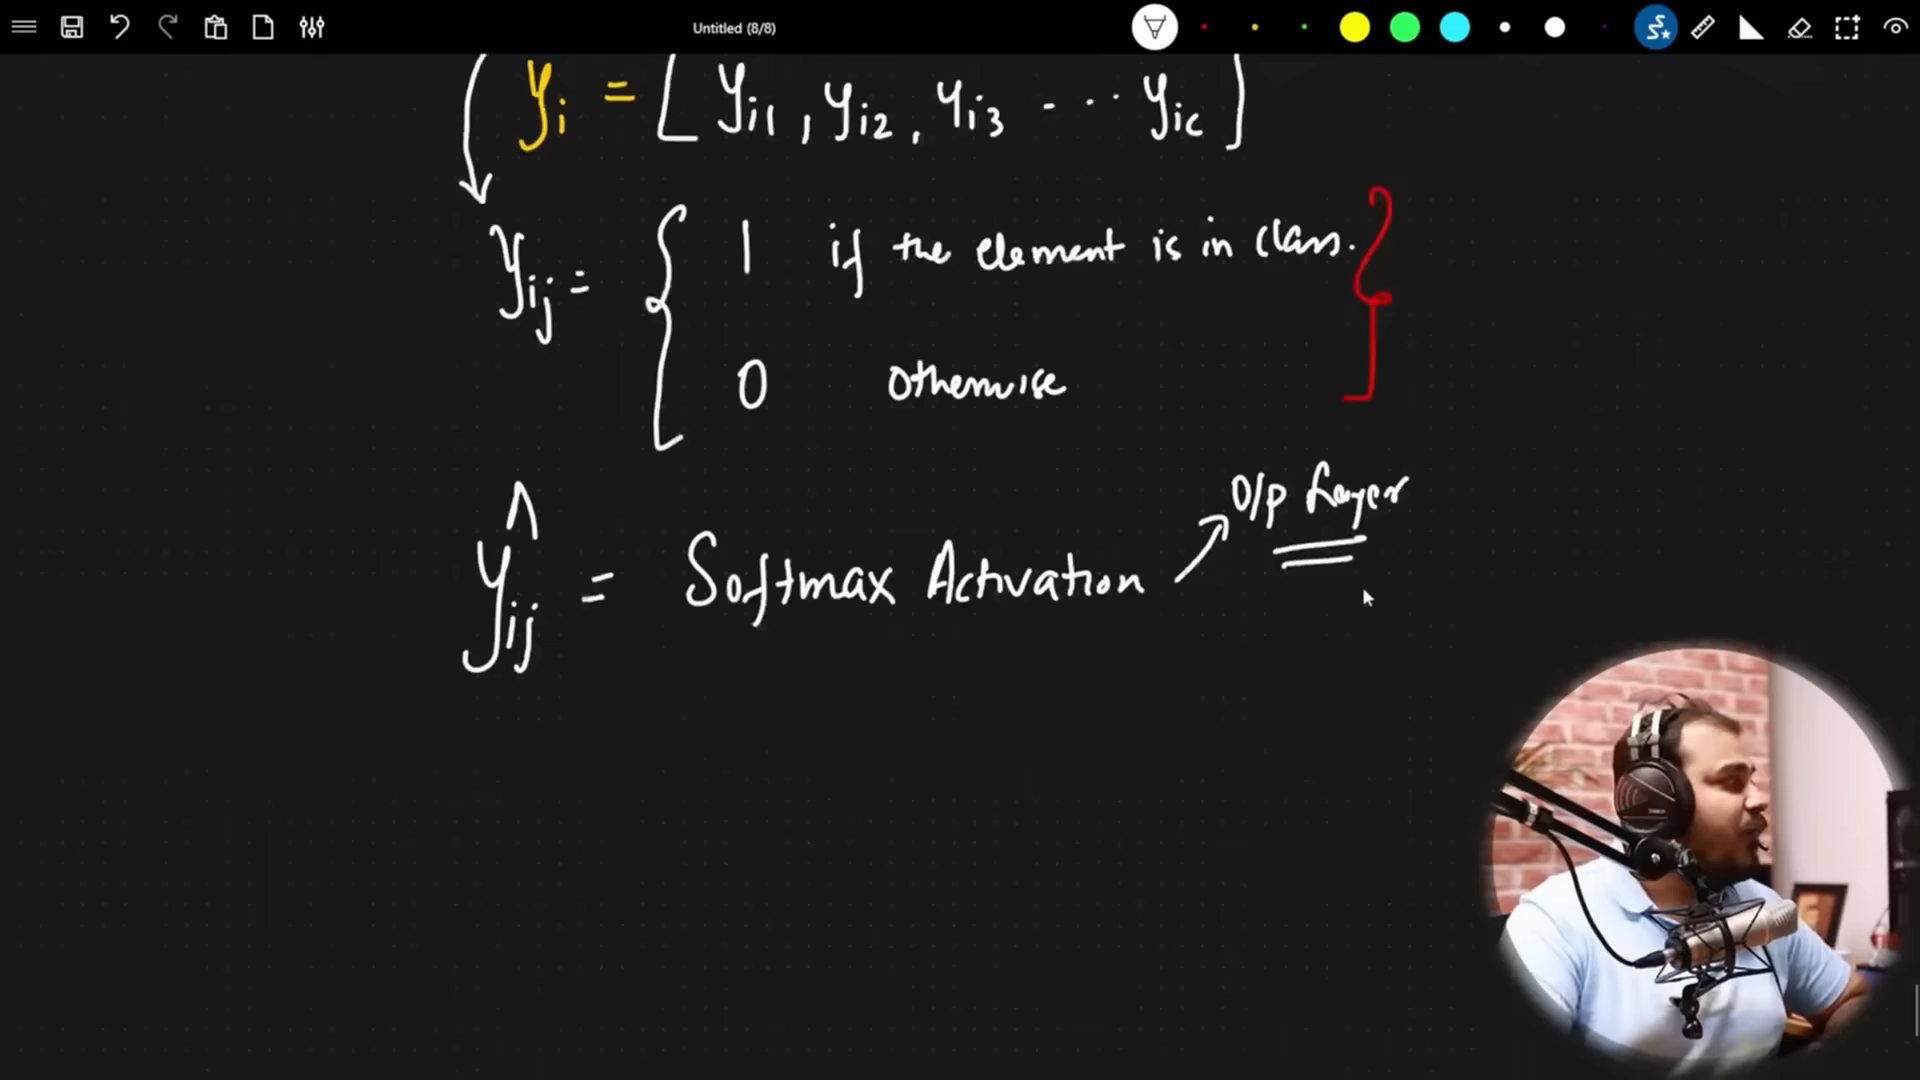 Untitled (8/8)
yi = [ yi1, yi2, yi3 - - - - yic ]
yij = { 1 if the element is in class.
0 otherwise
O/p Layer
ŷij = Softmax Activation